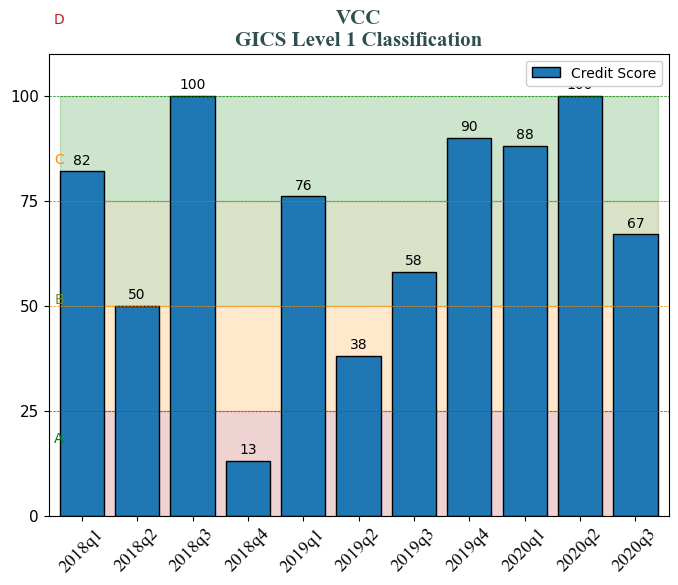 D
VCC
GICS Level 1 Classification
Credit Score
100
75
50
25
0
C
B
A
82
50
100
13
76
38
58
90
88
100
67
2018q1
2018q2
2018q3
2018q4
2019q1
2019q2
2019q3
2019q4
2020q1
2020q2
2020q3